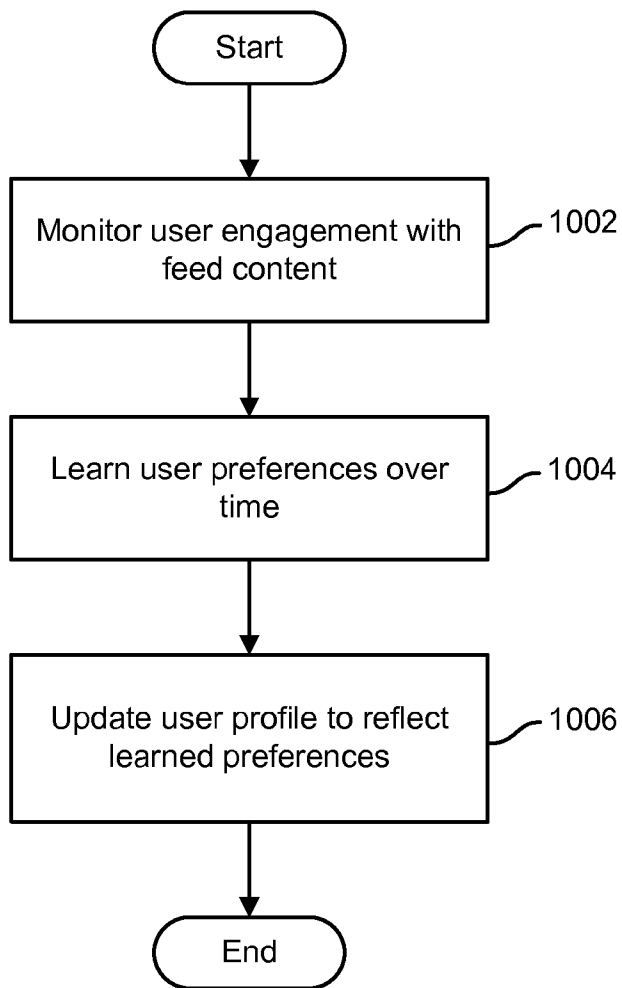 Start
Monitor user engagement with
feed content
1002
Learn user preferences over
time
1004
Update user profile to reflect
learned preferences
1006
End